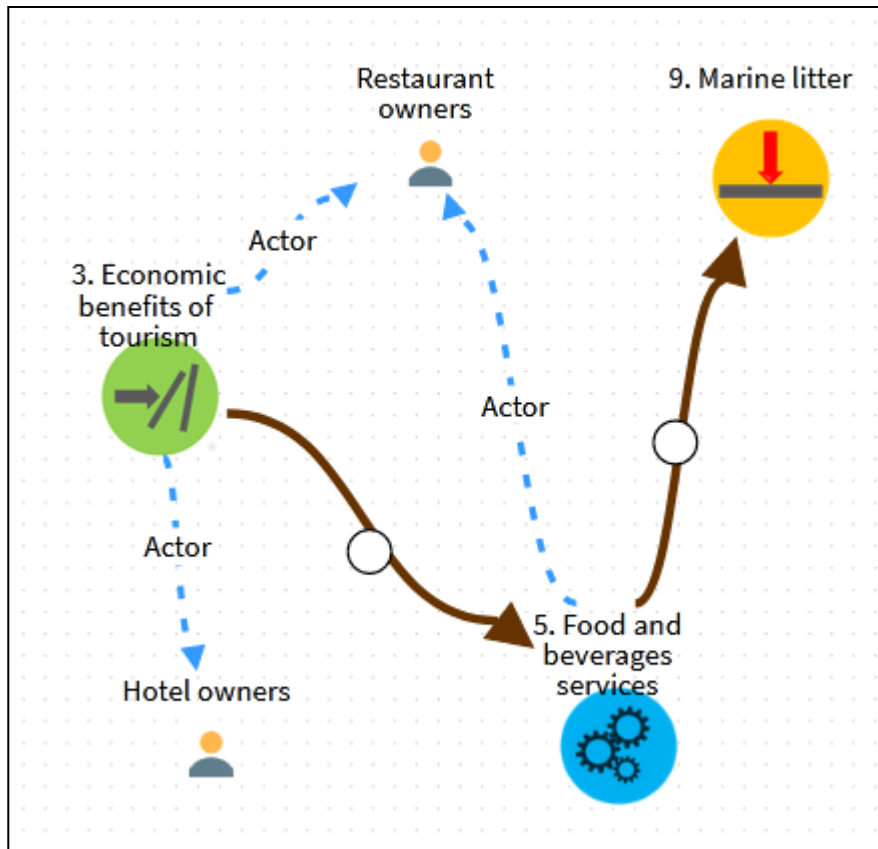 Restaurant
owners
9. Marine litter
Actor
3. Economic
benefits of
tourism
Actor
Actor
Hotel owners
5. Food and
beverages
services